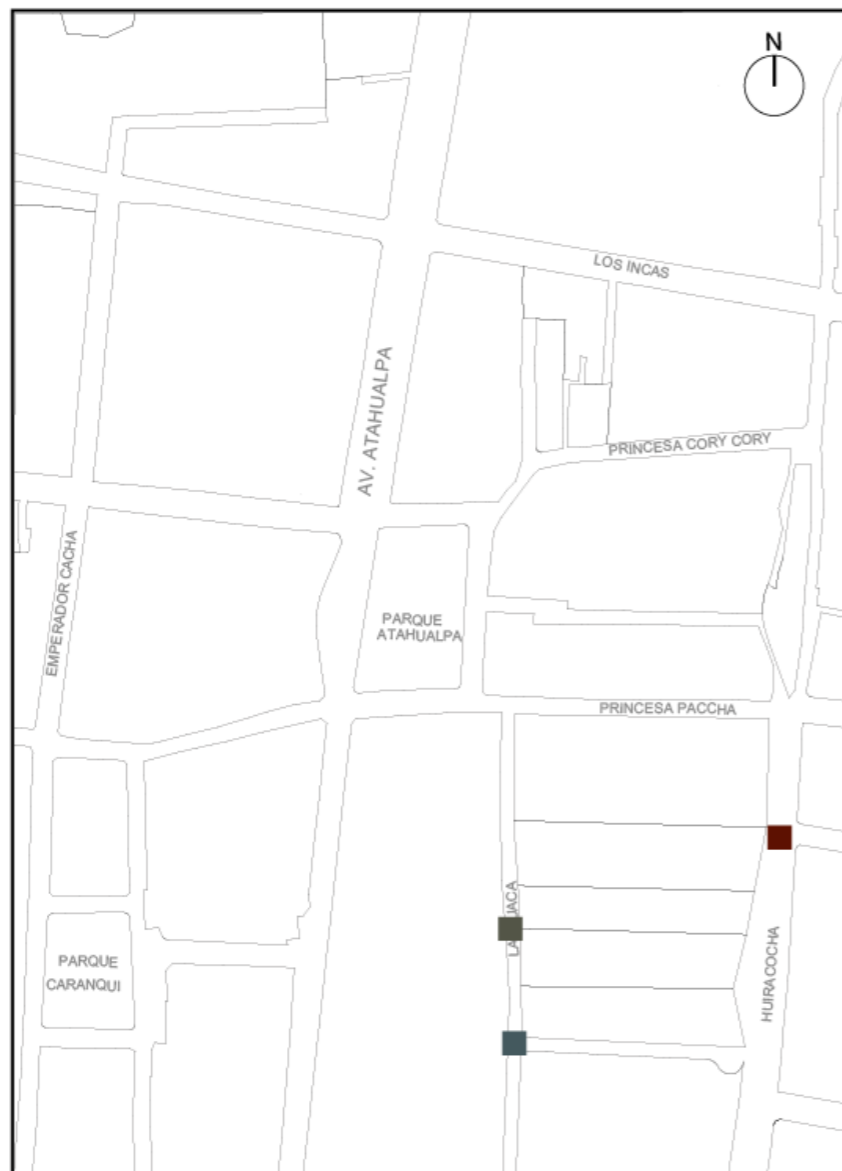 N
LOS INCAS
AV. ATAHUALPA
PRINCESA CORY CORY
EMPERADOR CACHA
PARQUE
ATAHUALPA
PRINCESA PACCHA
PARQUE
CARANQUI
HUIRACOCHA